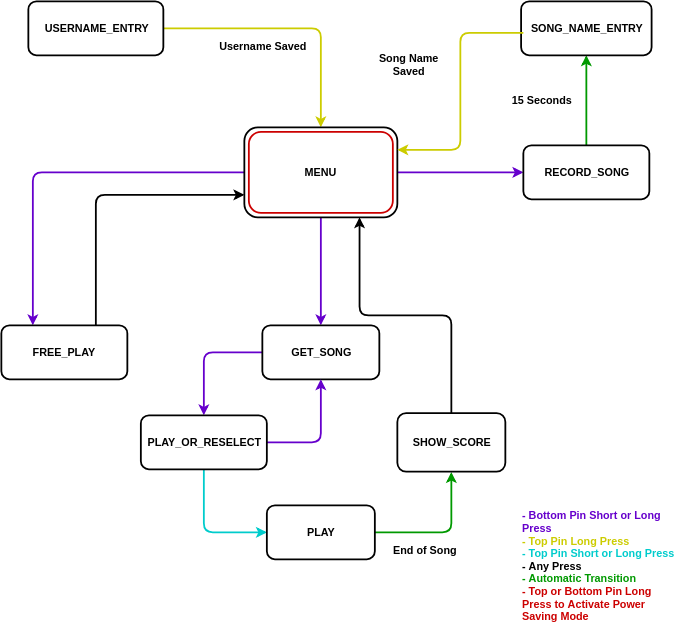 USERNAME_ENTRY
SONG_NAME_ENTRY
Username Saved
Song Name
Saved
15 Seconds
MENU
RECORD_SONG
FREE_PLAY
GET_SONG
PLAY_OR_RESELECT
SHOW_SCORE
PLAY
End of Song
- Bottom Pin Short or Long
Press
- Top Pin Long Press
- Top Pin Short or Long Press
- Any Press
- Automatic Transition
- Top or Bottom Pin Long
Press to Activate Power
Saving Mode